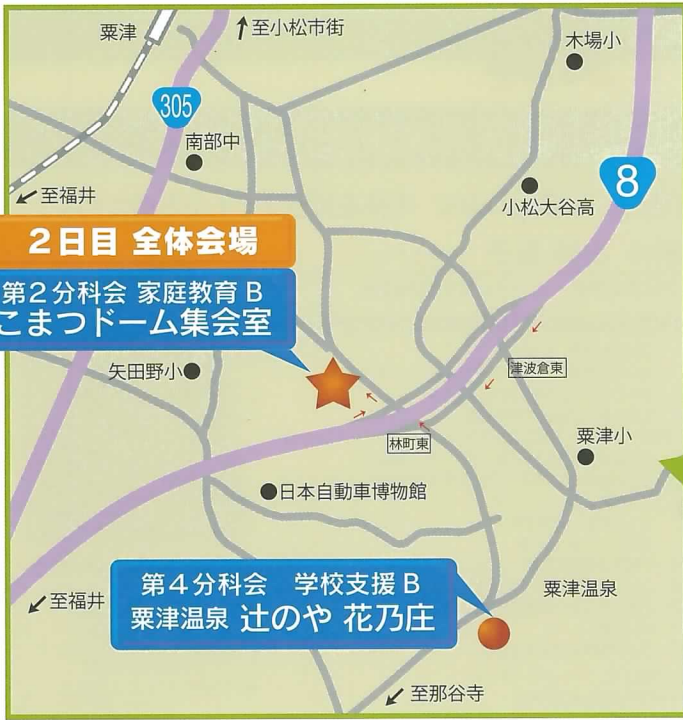 粟津
↑至小松市街
木場小
305
南部中
8
小松大谷高
↙至福井
2日目 全体会場
第2分科会 家庭教育B
こまつドーム集会室
矢田野小
津波倉東
林町東
粟津小
日本自動車博物館
第4分科会 学校支援B
粟津温泉 辻のや 花乃庄
粟津温泉
↙至福井
↙至那谷寺